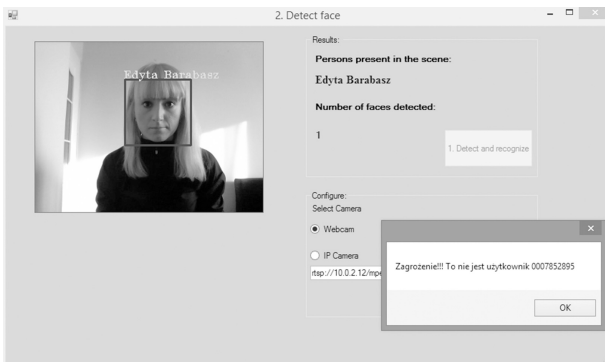 2. Detect face
Edyta Barabasz
Results:
Persons present in the scene:
Edyta Barabasz
Number of faces detected:
1
1. Detect and recognize
Configure:
Select Camera
Webcam
IP Camera
rtsp://10.0.2.12/mpe
Zagrożenie!!! To nie jest użytkownik 0007852895
OK